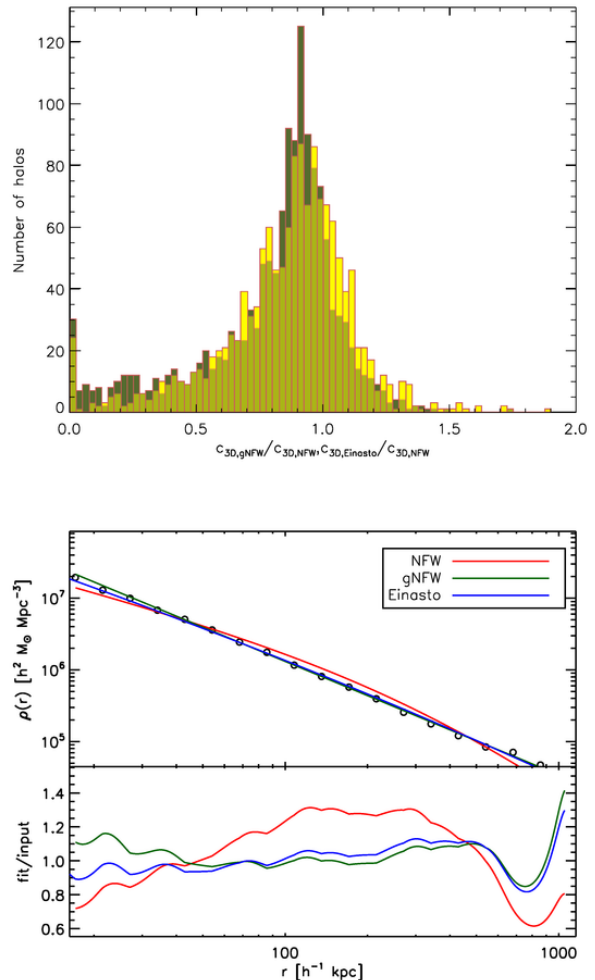 120
100
80
60
40
20
0
Number of halos
0.0 0.5 1.0 1.5 2.0
C3D,gNFW/C3D,NFW,C3D,Einasto/C3D,NFW
NFW
gNFW
Einasto
10⁷
10⁶
10⁵
ρ(r) [h² M⊙ Mpc⁻³]
1.4
1.2
1.0
0.8
0.6
fit/input
100 1000
r [h⁻¹ kpc]